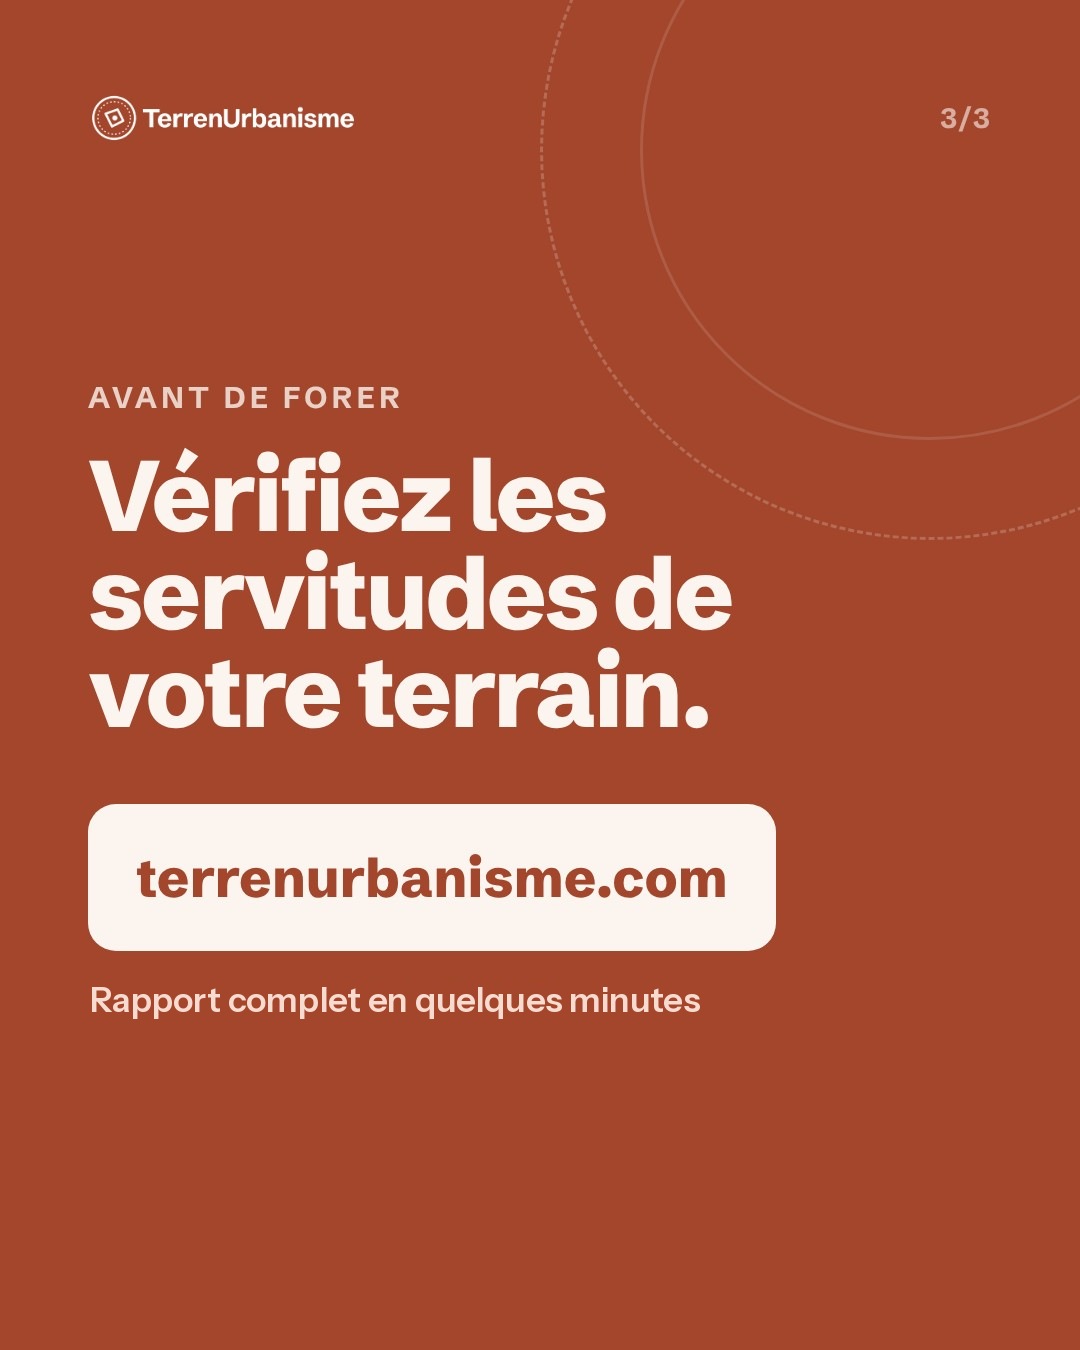 TerrenUrbanisme
3/3
AVANT DE FORER
Vérifiez les
servitudes de
votre terrain.
terrenurbanisme.com
Rapport complet en quelques minutes